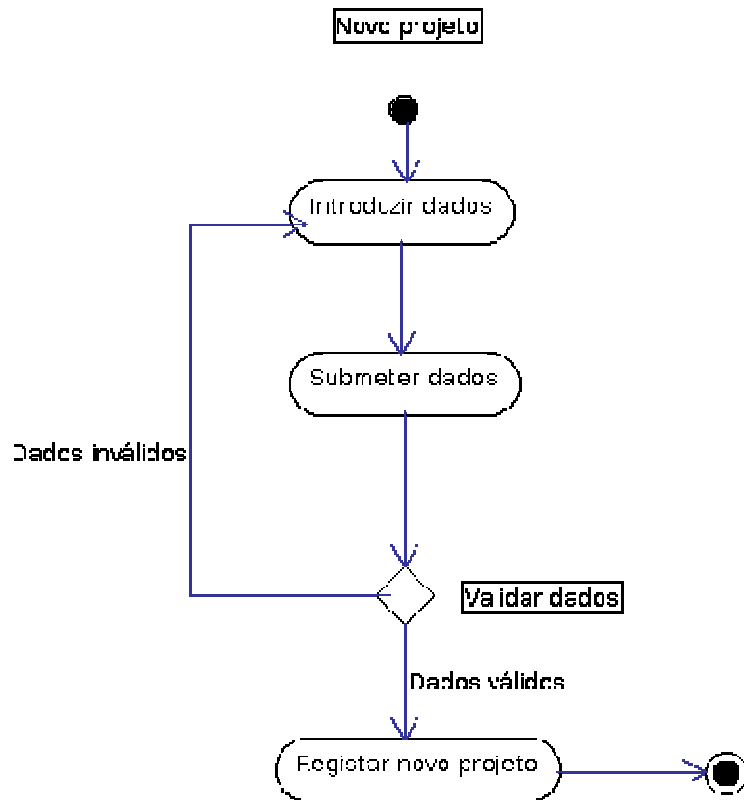 Novo projeto
Introduzir dados
Submeter dados
Dados inválidos
Validar dados
Dados válidos
Registar novo projeto